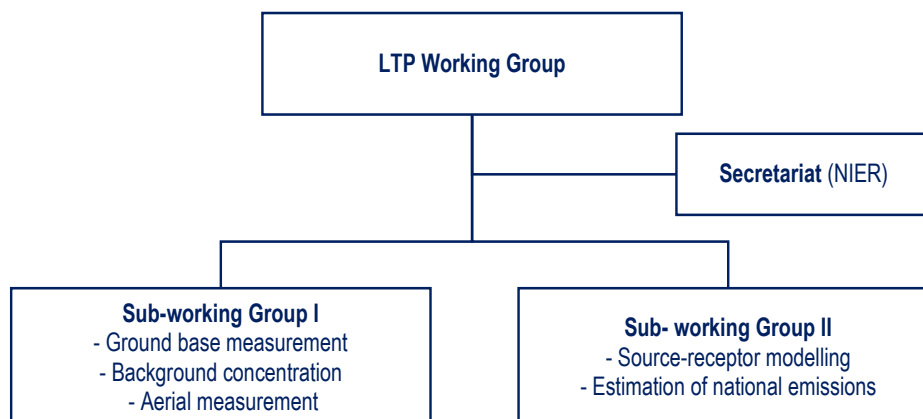 LTP Working Group
Secretariat (NIER)
Sub-working Group I
- Ground base measurement
- Background concentration
- Aerial measurement
Sub- working Group II
- Source-receptor modelling
- Estimation of national emissions